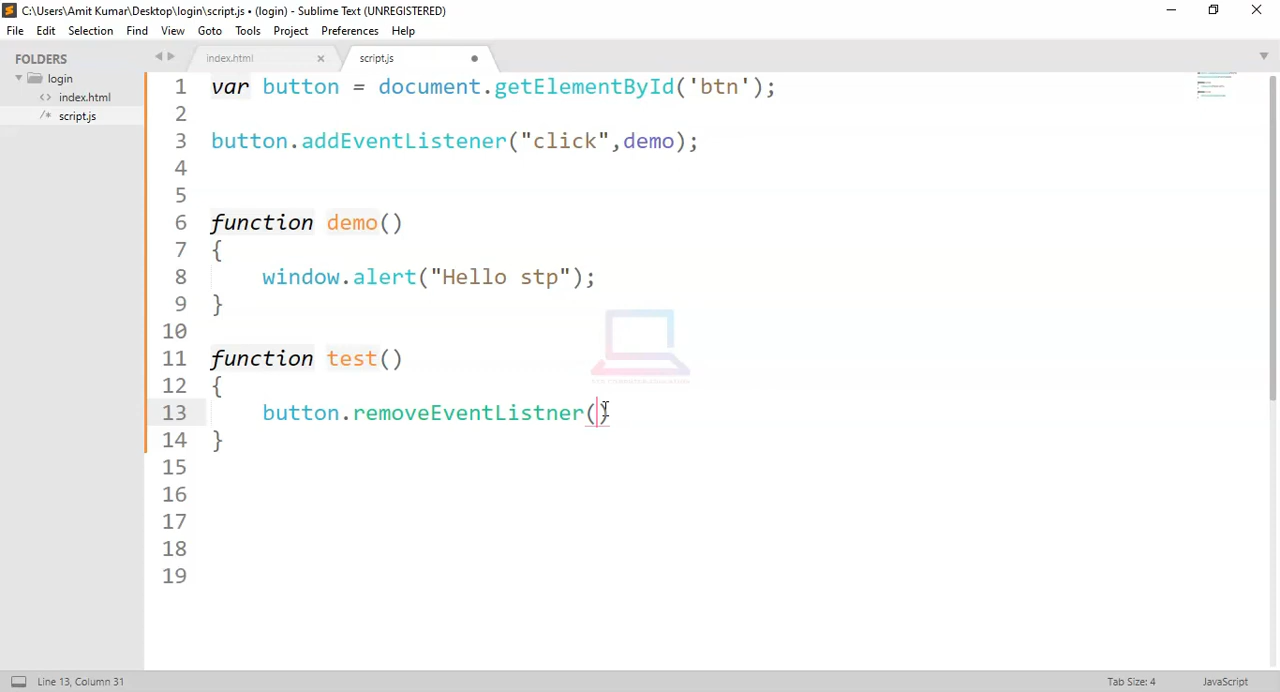 C:\Users\Amit Kumar\Desktop\login\script.js • (login) - Sublime Text (UNREGISTERED)
File Edit Selection Find View Goto Tools Project Preferences Help
FOLDERS
login
<> index.html
/* script.js
index.html × script.js
1 var button = document.getElementById('btn');
2
3 button.addEventListener("click",demo);
4
5
6 function demo()
7 {
8 window.alert("Hello stp");
9 }
10
11 function test()
12 {
13 button.removeEventListner()
14 }
15
16
17
18
19
Line 13, Column 31
Tab Size: 4
JavaScript